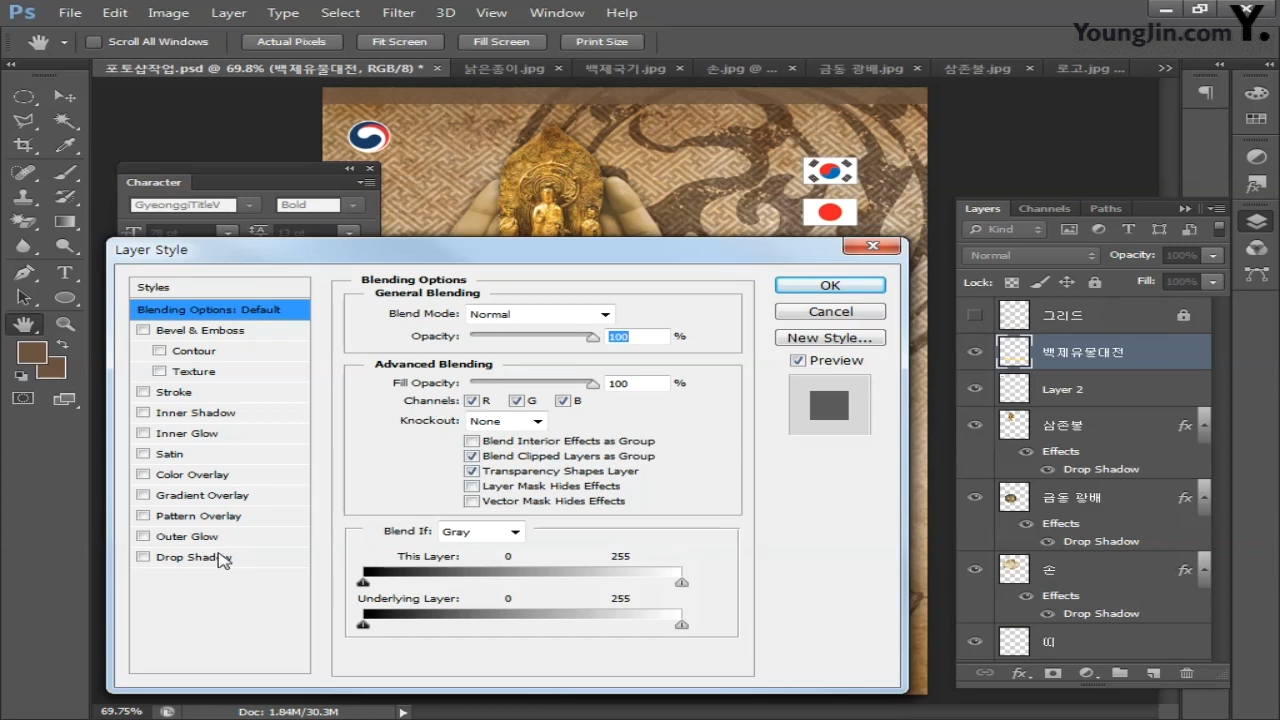 Ps File Edit Image Layer Type Select Filter 3D View Window Help
Scroll All Windows Actual Pixels Fit Screen Fill Screen Print Size
YoungJin.com Y.
포토샵작업.psd @ 69.8% (백제유물대전, RGB/8) * × 낡은종이.jpg × 백제국기.jpg × 손.jpg @ ... × 금동 광배.jpg × 삼존불.jpg × 로고.jpg ... >>
Character
GyeonggiTitleV Bold
Layer Style
Styles
Blending Options: Default
Bevel & Emboss
Contour
Texture
Stroke
Inner Shadow
Inner Glow
Satin
Color Overlay
Gradient Overlay
Pattern Overlay
Outer Glow
Drop Shadow
Blending Options
General Blending
Blend Mode: Normal
Opacity: 100 %
Advanced Blending
Fill Opacity: 100 %
Channels: R G B
Knockout: None
Blend Interior Effects as Group
Blend Clipped Layers as Group
Transparency Shapes Layer
Layer Mask Hides Effects
Vector Mask Hides Effects
Blend If: Gray
This Layer: 0 255
Underlying Layer: 0 255
OK
Cancel
New Style...
Preview
Layers Channels Paths
Kind
Normal Opacity: 100%
Lock: Fill: 100%
그리드
백제유물대전
Layer 2
삼존불 fx
Effects
Drop Shadow
금동 광배 fx
Effects
Drop Shadow
손 fx
Effects
Drop Shadow
띠
fx
69.75% Doc: 1.84M/30.3M